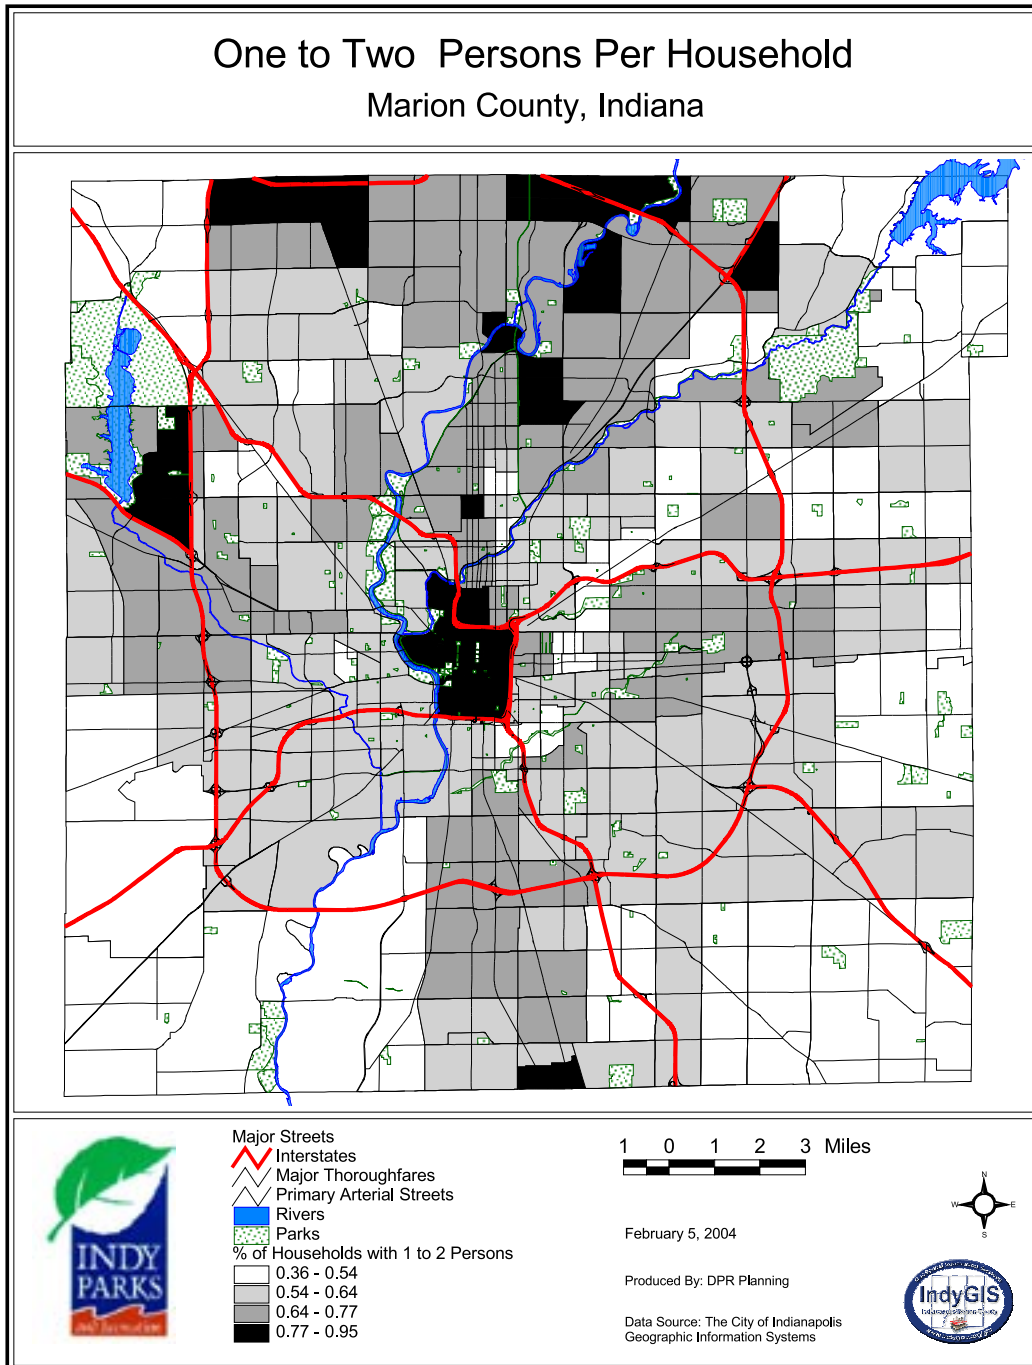 One to Two  Persons Per Household
Marion County, Indiana
Major Streets
Interstates
Major Thoroughfares
Primary Arterial Streets
Rivers
Parks
% of Households with 1 to 2 Persons
0.36 - 0.54
0.54 - 0.64
0.64 - 0.77
0.77 - 0.95
1 0 1 2 3 Miles
N
W E
S
February 5, 2004
Produced By: DPR Planning
Data Source: The City of Indianapolis
Geographic Information Systems
INDY
PARKS
IndyGIS